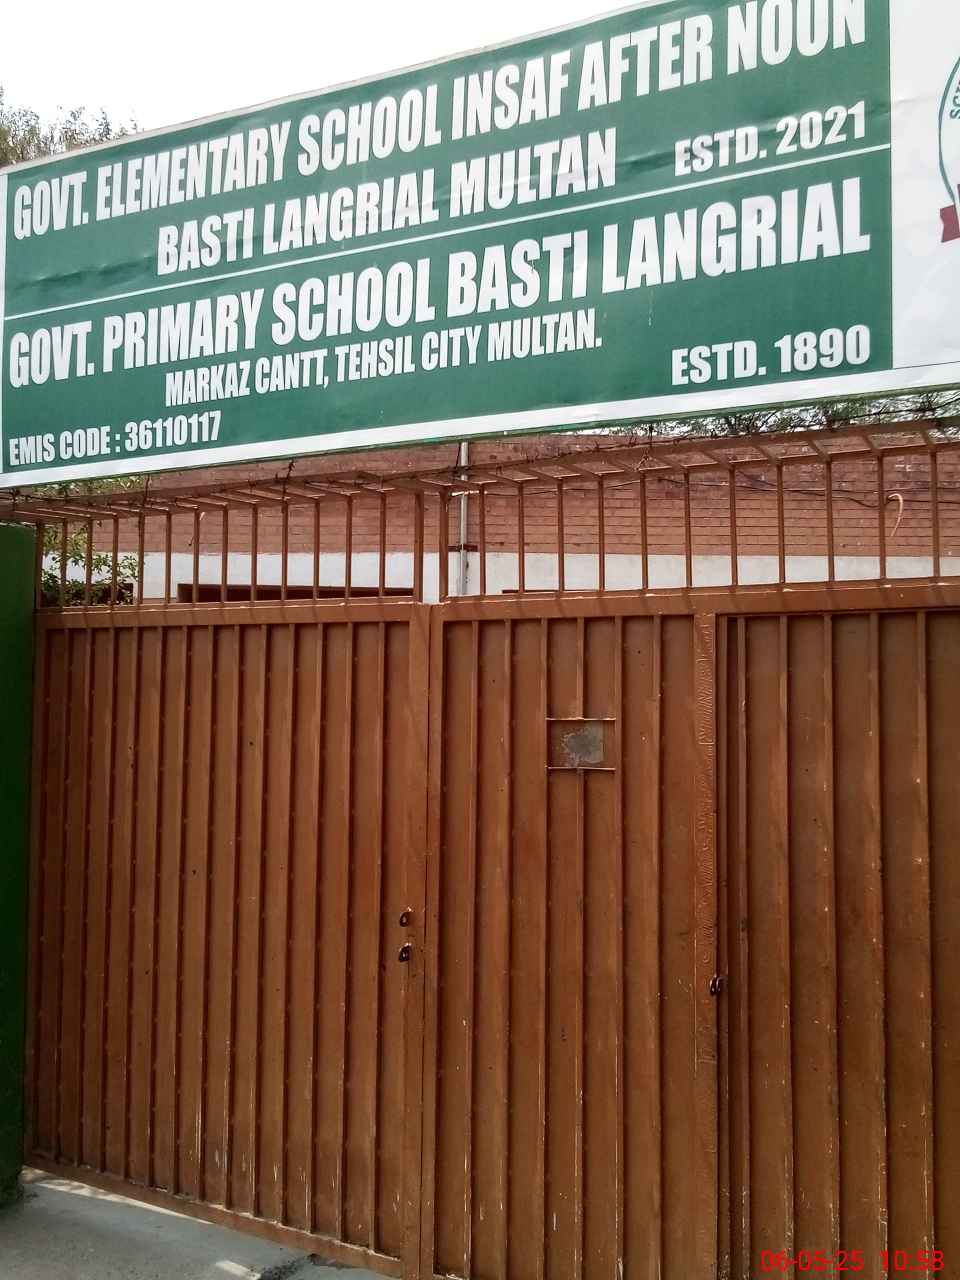 GOVT. ELEMENTARY SCHOOL INSAF AFTER NOON
BASTI LANGRIAL MULTAN
ESTD. 2021
GOVT. PRIMARY SCHOOL BASTI LANGRIAL
MARKAZ CANTT, TEHSIL CITY MULTAN.
ESTD. 1890
EMIS CODE : 36110117
06-05-25 10:58